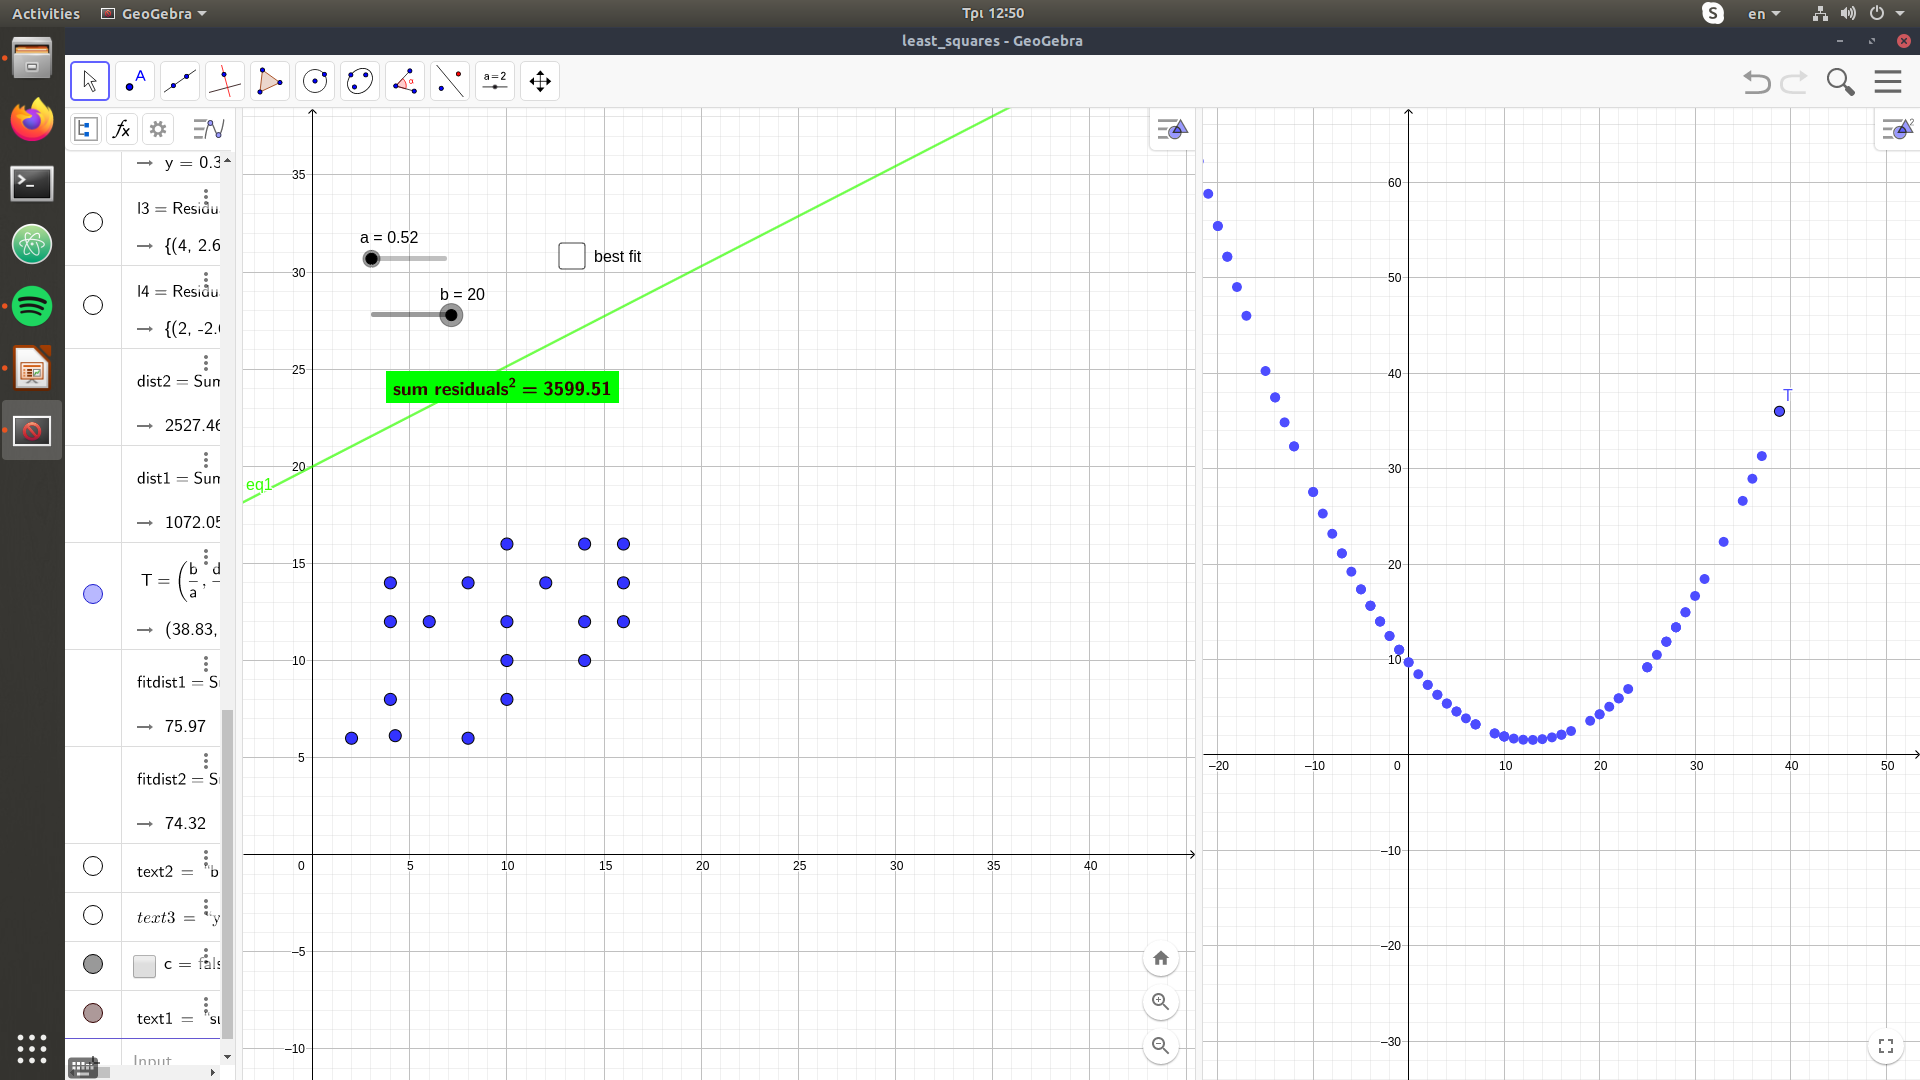 Activities
GeoGebra
Τρι 12:50
S
en
least_squares - GeoGebra
A
α
a=2
fx
2
→ y = 0.3
l3 = Residu
→ {(4, 2.6
l4 = Residu
→ {(2, -2.
dist2 = Sum
→ 2527.46
dist1 = Sum
→ 1072.05
T = (b/a, d
→ (38.83,
fitdist1 = S
→ 75.97
fitdist2 = S
→ 74.32
text2 = "b
text3 = "y
c = fals
text1 = "su
Input
a = 0.52
best fit
b = 20
sum residuals² = 3599.51
eq1
35
30
25
20
15
10
5
–5
–10
0
5
10
15
20
25
30
35
40
T
60
50
40
30
20
10
–10
–20
–30
–20
–10
0
10
20
30
40
50